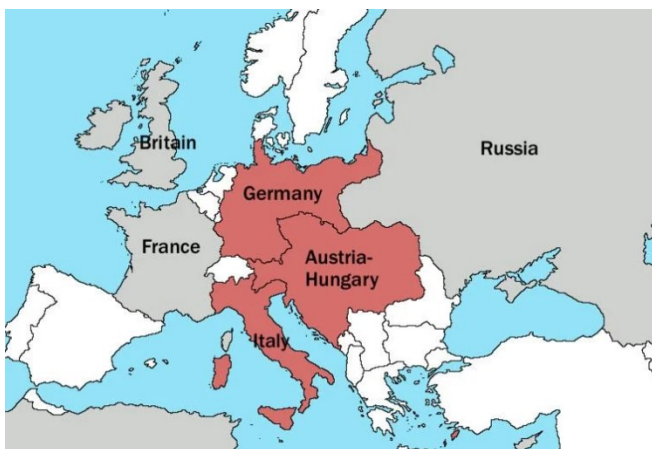 Britain
Russia
Germany
France
Austria-
Hungary
Italy